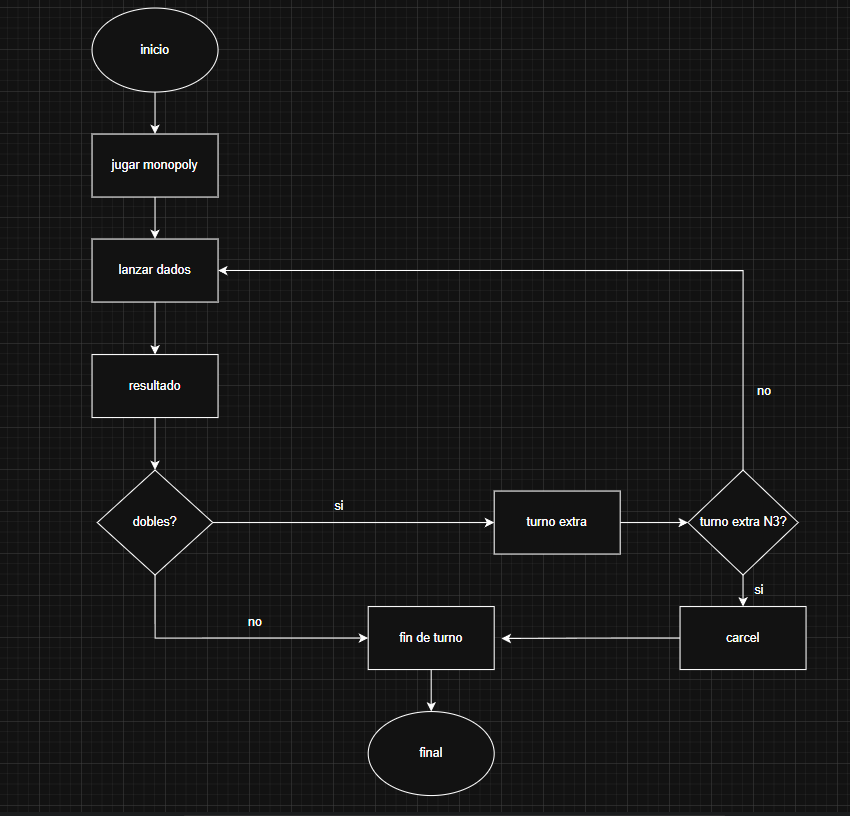 inicio
jugar monopoly
lanzar dados
resultado
no
dobles?
si
turno extra
turno extra N3?
si
no
fin de turno
carcel
final